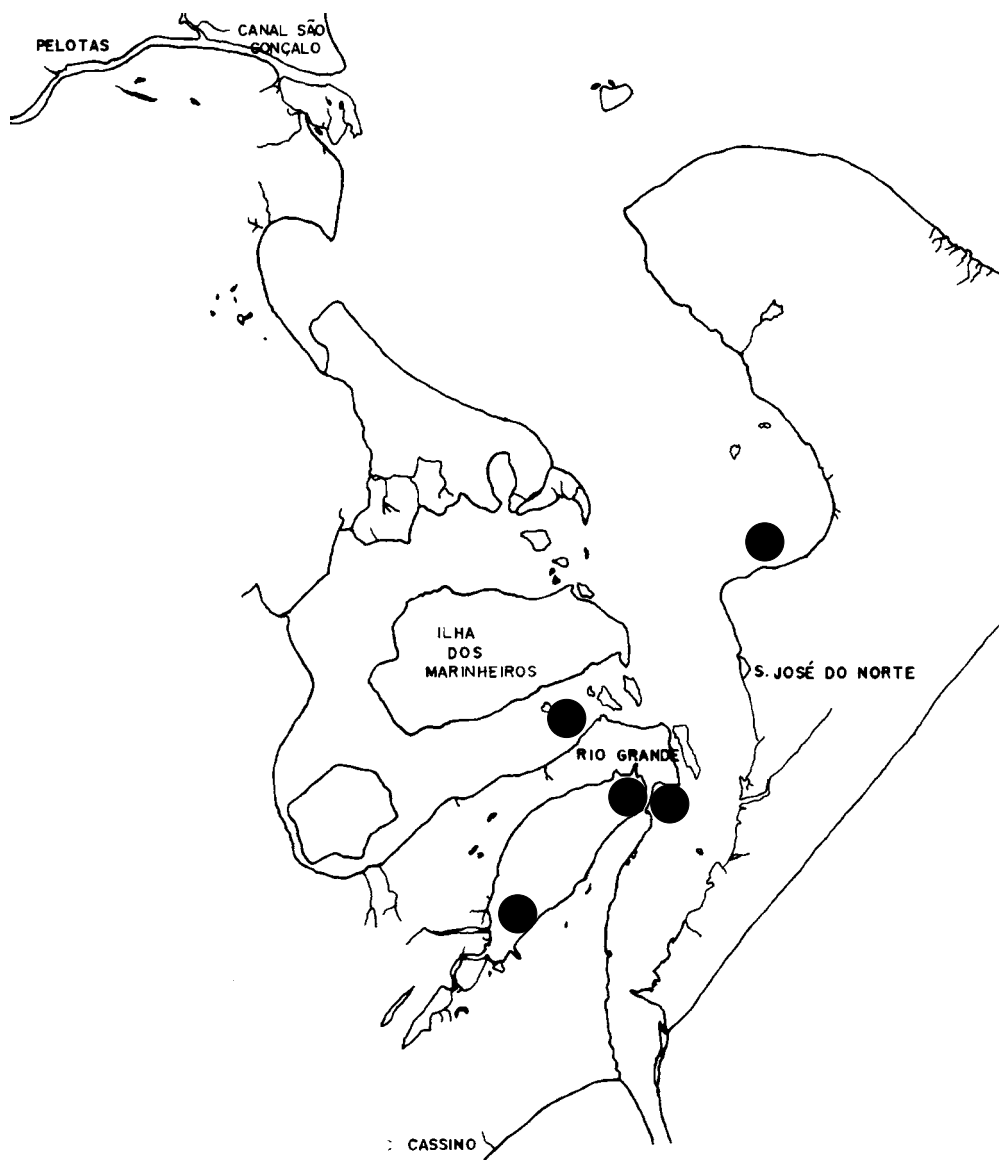 CANAL SÃO
GONÇALO
PELOTAS
ILHA
DOS
MARINHEIROS
S. JOSÉ DO NORTE
RIO GRANDE
CASSINO